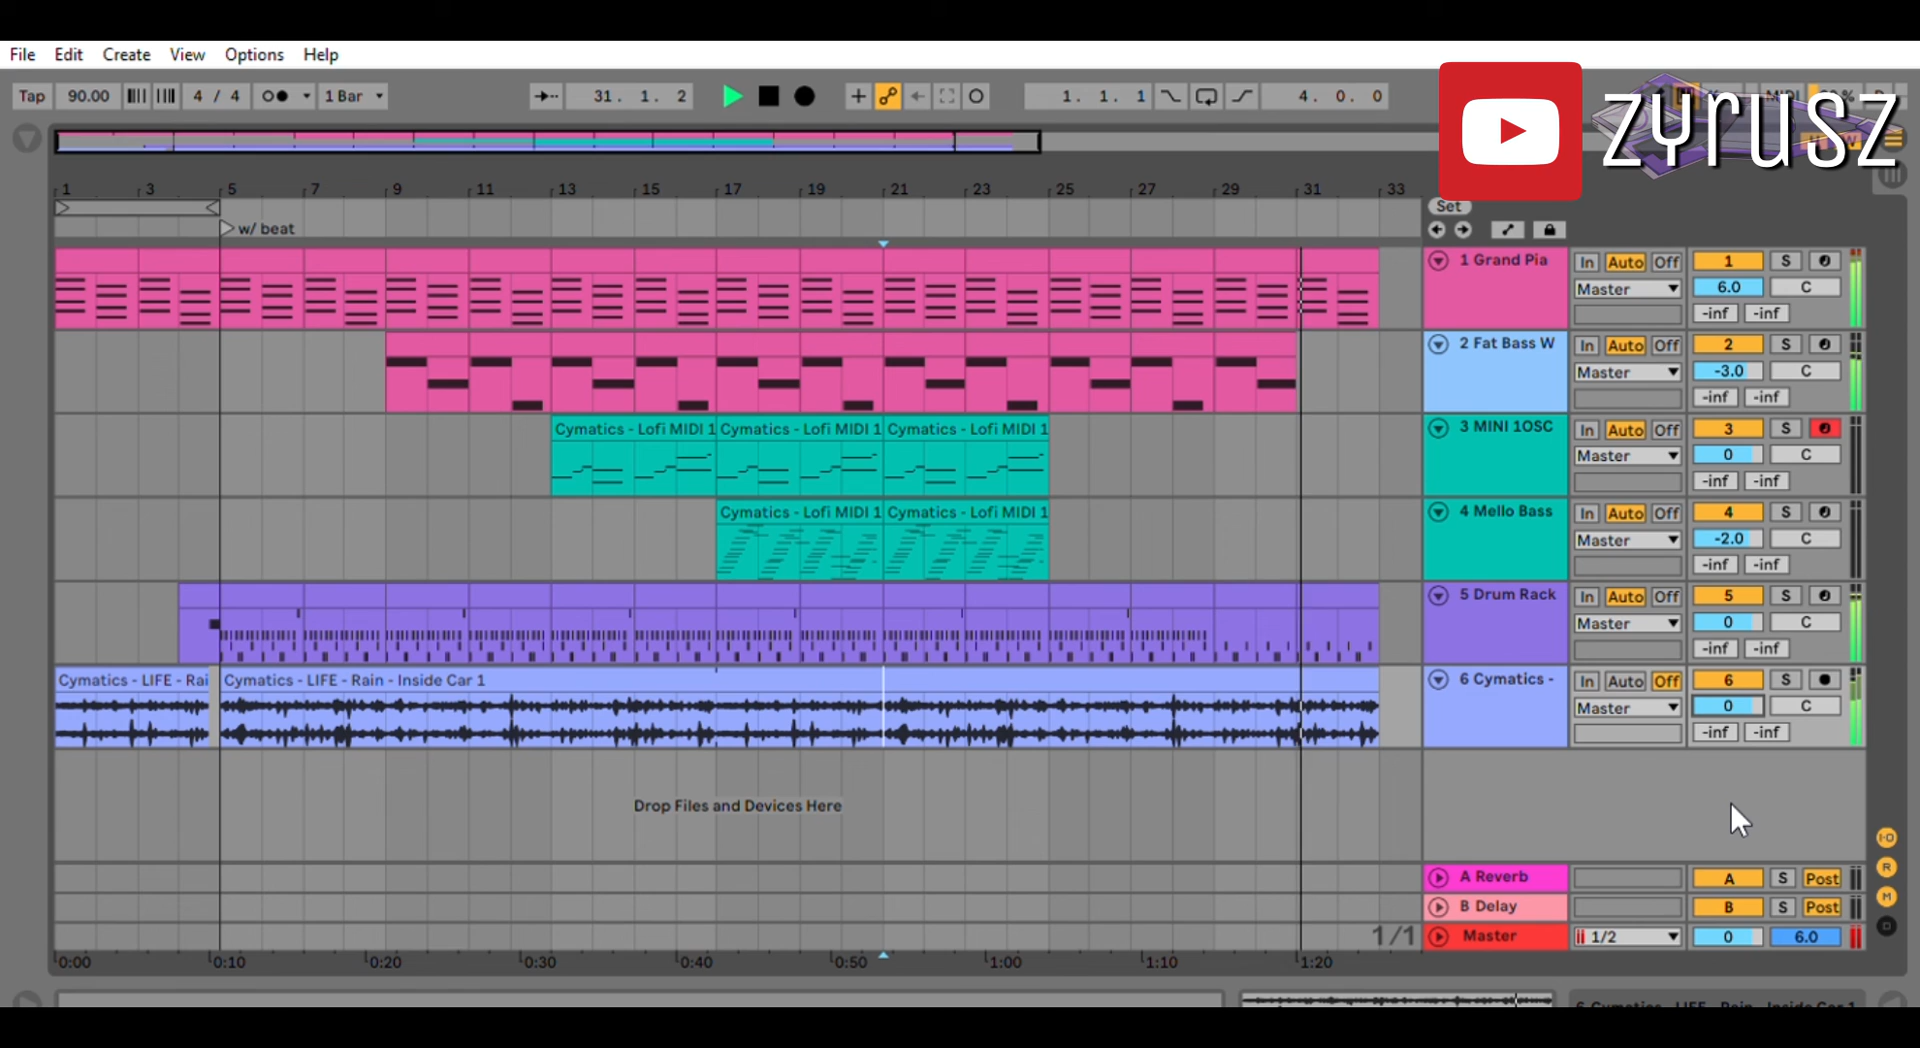 File Edit Create View Options Help
Tap 90.00 4 / 4 1 Bar 31. 1. 2 1. 1. 1 4. 0. 0
zyrusz
1 3 5 7 9 11 13 15 17 19 21 23 25 27 29 31 33
Set
w/ beat
1 Grand Pia In Auto Off 1 S
Master 6.0 C
-inf -inf
2 Fat Bass W In Auto Off 2 S
Master -3.0 C
-inf -inf
Cymatics - Lofi MIDI 1 Cymatics - Lofi MIDI 1 Cymatics - Lofi MIDI 1 3 MINI 1OSC In Auto Off 3 S
Master 0 C
-inf -inf
Cymatics - Lofi MIDI 1 Cymatics - Lofi MIDI 1 4 Mello Bass In Auto Off 4 S
Master -2.0 C
-inf -inf
5 Drum Rack In Auto Off 5 S
Master 0 C
-inf -inf
Cymatics - LIFE - Rai Cymatics - LIFE - Rain - Inside Car 1 6 Cymatics - In Auto Off 6 S
Master 0 C
-inf -inf
Drop Files and Devices Here
I·O
R
M
D
A Reverb A S Post
B Delay B S Post
1/1 Master 1/2 0 6.0
0:00 0:10 0:20 0:30 0:40 0:50 1:00 1:10 1:20
6 Cymatics - LIFE - Rain - Inside Car 1